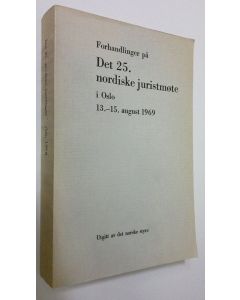 Forhandlinger på
Det 25.
nordiske juristmøte
i Oslo
13.–15. august 1969
Utgitt av det norske styre